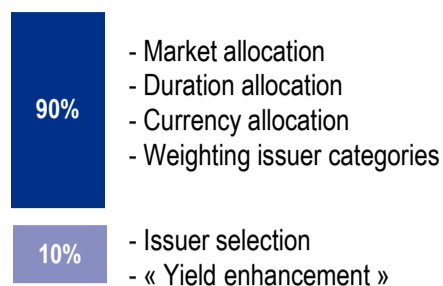 90%
- Market allocation
- Duration allocation
- Currency allocation
- Weighting issuer categories
10%
- Issuer selection
- « Yield enhancement »